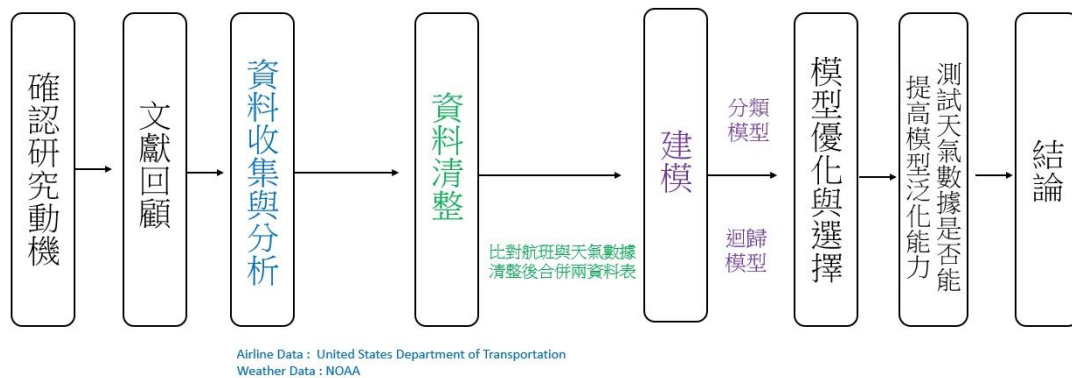 確認研究動機
文獻回顧
資料收集與分析
Airline Data : United States Department of Transportation
Weather Data : NOAA
資料清整
比對航班與天氣數據
清整後合併兩資料表
建模
分類
模型
迴歸
模型
模型優化與選擇
測試天氣數據是否能
提高模型泛化能力
結論